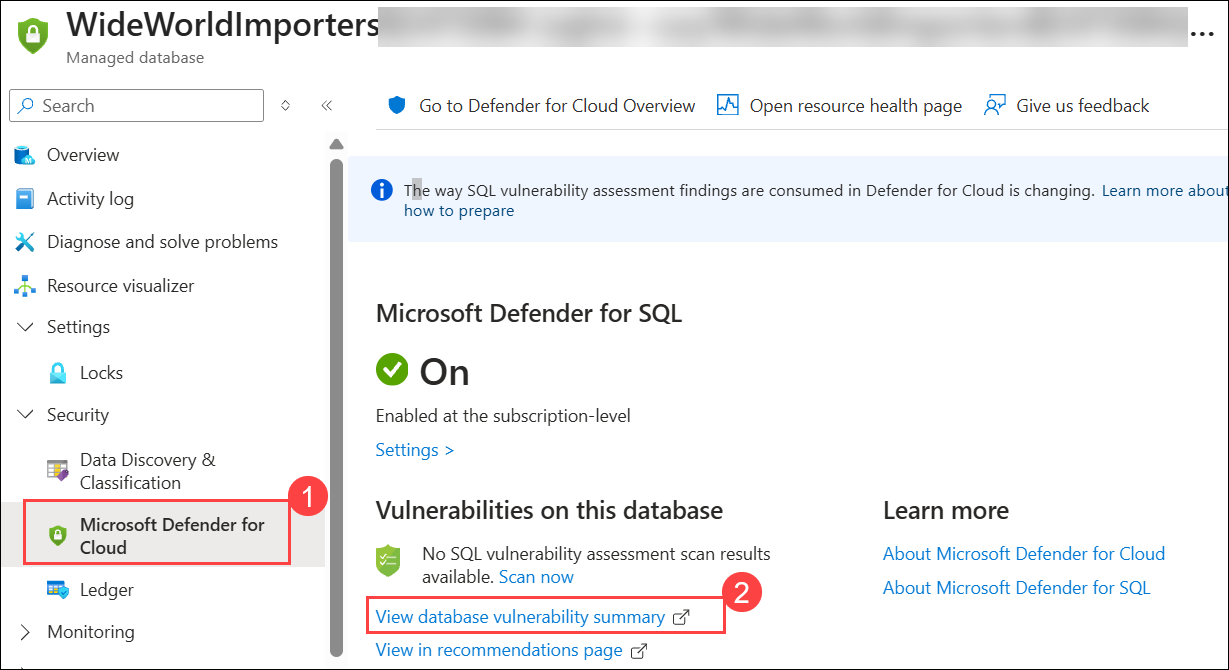 WideWorldImporters
...
Managed database
Search
Go to Defender for Cloud Overview
Open resource health page
Give us feedback
Overview
Activity log
Diagnose and solve problems
Resource visualizer
Settings
Locks
Security
Data Discovery &
Classification
1
Microsoft Defender for
Cloud
Ledger
Monitoring
The way SQL vulnerability assessment findings are consumed in Defender for Cloud is changing. Learn more about
how to prepare
Microsoft Defender for SQL
On
Enabled at the subscription-level
Settings >
Vulnerabilities on this database
No SQL vulnerability assessment scan results
available. Scan now
2
View database vulnerability summary
View in recommendations page
Learn more
About Microsoft Defender for Cloud
About Microsoft Defender for SQL